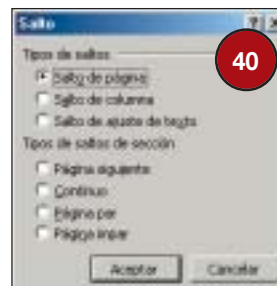 Salto
40
Tipos de saltos
Salto de página
Salto de columna
Salto de ajuste de texto
Tipos de saltos de sección
Página siguiente
Continuo
Página par
Página impar
Aceptar Cancelar